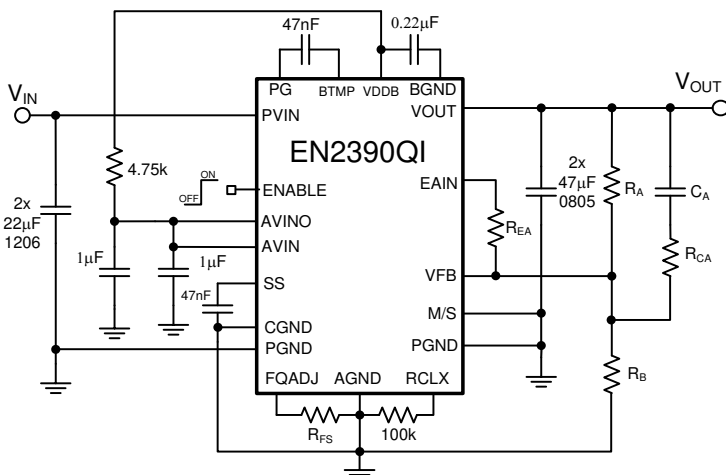 47nF
0.22µF
PG
BTMP
VDDB
BGND
VIN
PVIN
VOUT
VOUT
EN2390QI
4.75k
ON
OFF
ENABLE
EAIN
2x
47µF
0805
RA
CA
2x
22µF
1206
AVINO
REA
AVIN
RCA
1µF
1µF
SS
VFB
47nF
CGND
M/S
PGND
PGND
RB
FQADJ
AGND
RCLX
RFS
100k